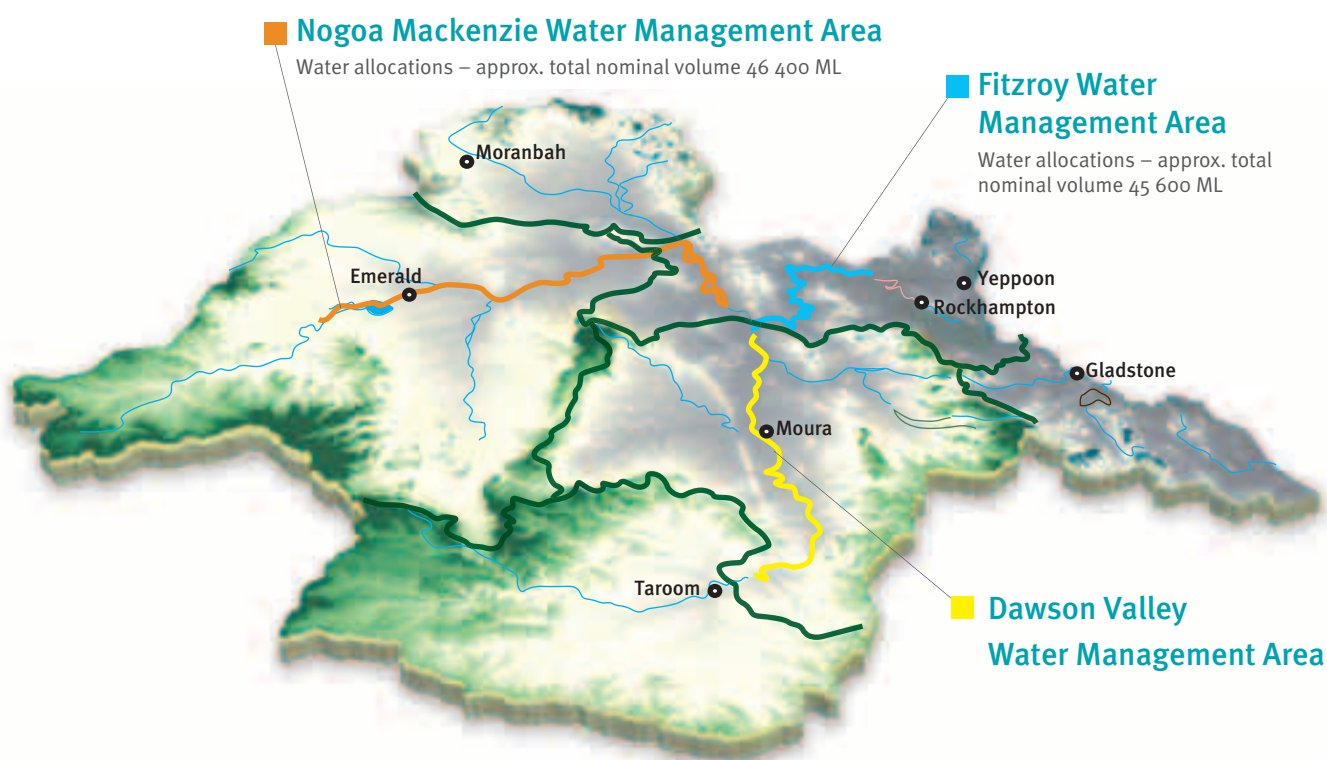 Nogoa Mackenzie Water Management Area
Water allocations – approx. total nominal volume 46 400 ML
Fitzroy Water
Management Area
Water allocations – approx. total
nominal volume 45 600 ML
Moranbah
Emerald
Yeppoon
Rockhampton
Gladstone
Moura
Taroom
Dawson Valley
Water Management Area